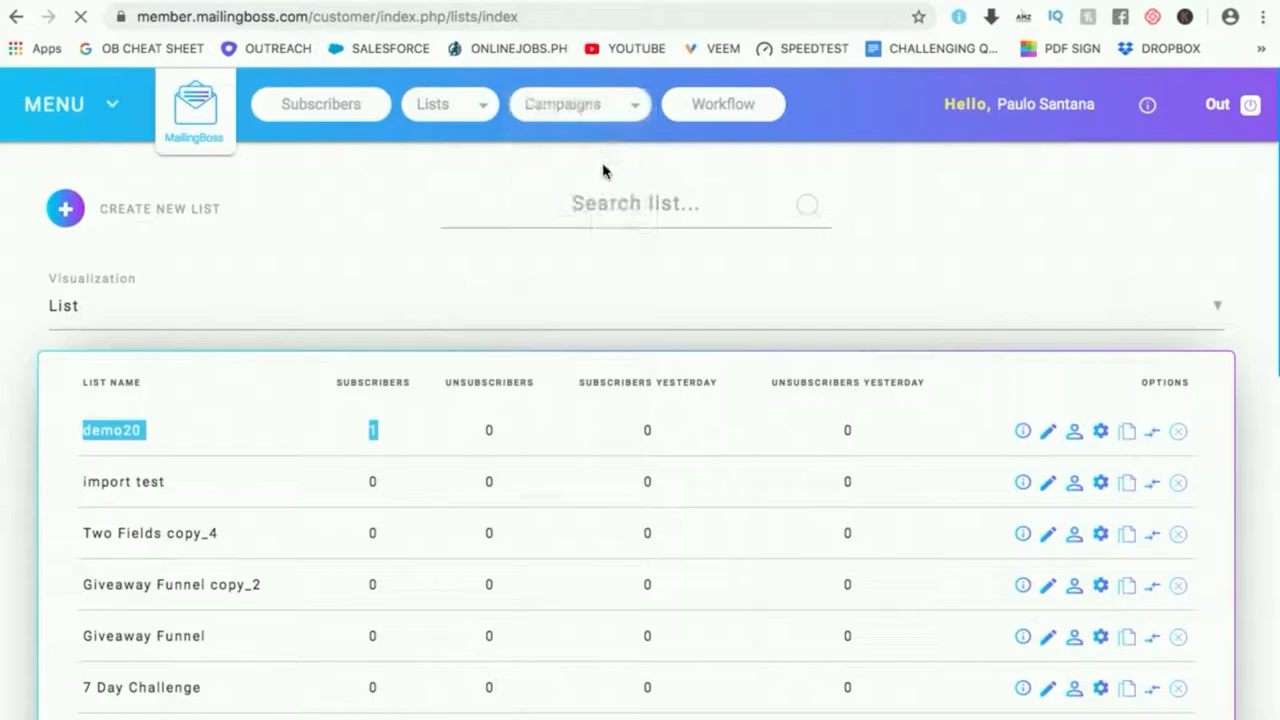 member.mailingboss.com/customer/index.php/lists/index
Apps OB CHEAT SHEET OUTREACH SALESFORCE ONLINEJOBS.PH YOUTUBE VEEM SPEEDTEST CHALLENGING Q... PDF SIGN DROPBOX »
MENU MailingBoss Subscribers Lists Campaigns Workflow Hello, Paulo Santana Out
CREATE NEW LIST Search list...
Visualization
List
LIST NAME SUBSCRIBERS UNSUBSCRIBERS SUBSCRIBERS YESTERDAY UNSUBSCRIBERS YESTERDAY OPTIONS
demo20 1 0 0 0
import test 0 0 0 0
Two Fields copy_4 0 0 0 0
Giveaway Funnel copy_2 0 0 0 0
Giveaway Funnel 0 0 0 0
7 Day Challenge 0 0 0 0